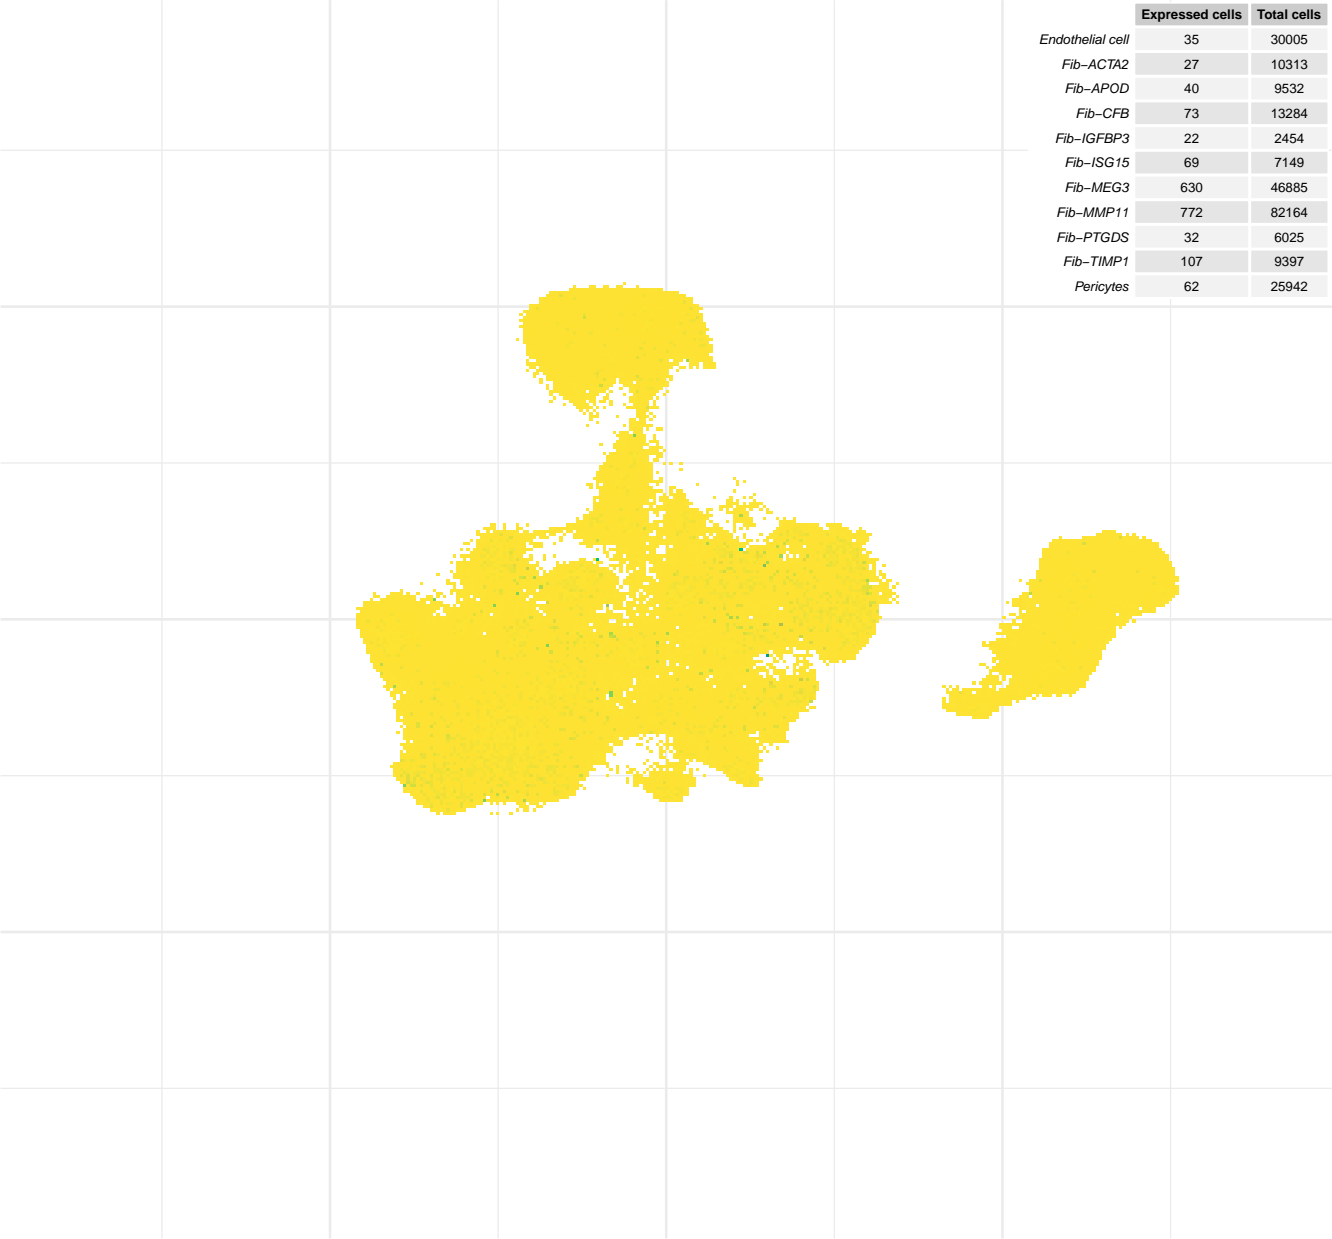 Expressed cells Total cells
Endothelial cell 35 30005
Fib−ACTA2 27 10313
Fib−APOD 40 9532
Fib−CFB 73 13284
Fib−IGFBP3 22 2454
Fib−ISG15 69 7149
Fib−MEG3 630 46885
Fib−MMP11 772 82164
Fib−PTGDS 32 6025
Fib−TIMP1 107 9397
Pericytes 62 25942